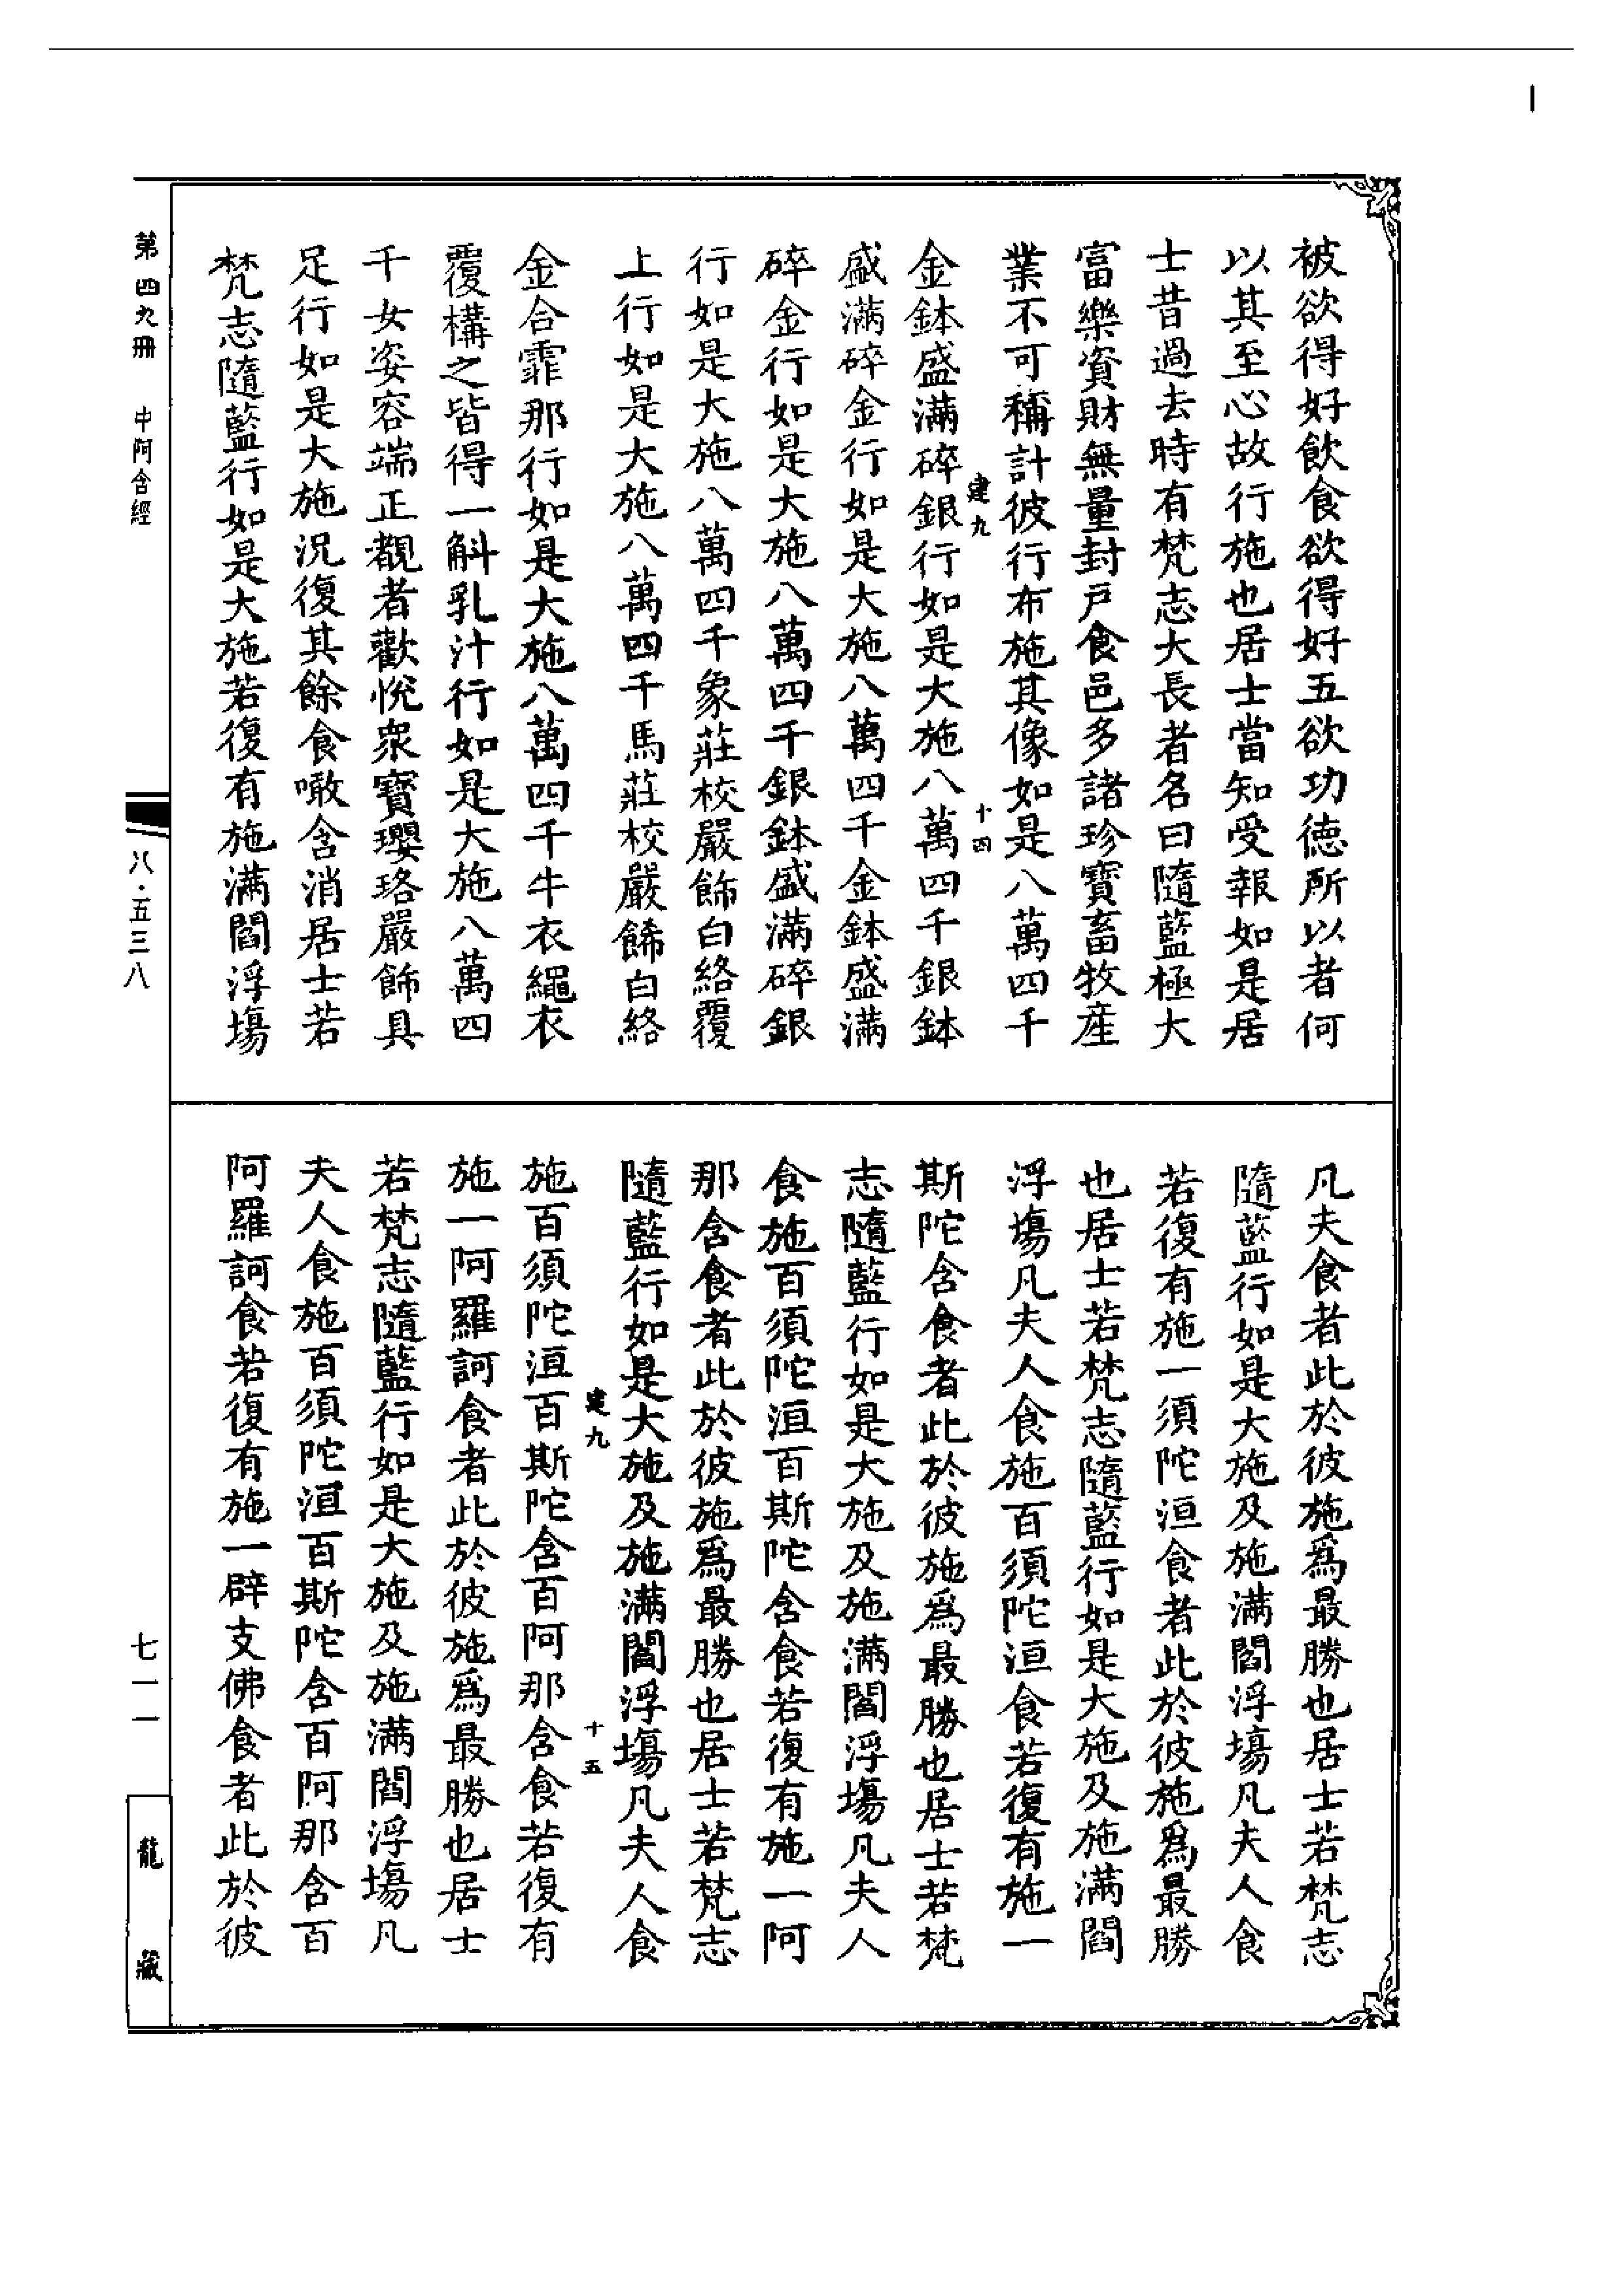 被欲得好飲食欲得好五欲功德所以者何
以其至心故行施也居士當知受報如是居
士昔過去時有梵志大長者名曰隨藍極大
富樂資財無量封戶食邑多諸珍寶畜牧産
業不可稱計彼行布施其像如是八萬四千
金鉢盛滿碎銀行如是大施八萬四千銀鉢
建九
十四
盛滿碎金行如是大施八萬四千金鉢盛滿
碎金行如是大施八萬四千銀鉢盛滿碎銀
行如是大施八萬四千象莊校嚴飾白絡覆
上行如是大施八萬四千馬莊校嚴餙白絡
金合霏那行如是大施八萬四千牛衣繩衣
覆構之皆得一斛乳汁行如是大施八萬四
千女姿容端正覩者歡悅衆寳瓔珞嚴飾具
足行如是大施況復其餘食噉含消居士若
梵志隨藍行如是大施若復有施滿閻浮塲
凡夫食者此於彼施爲最勝也居士若梵志
隨藍行如是大施及施滿閻浮塲凡夫人食
若復有施一須陀洹食者此於彼施爲最勝
也居士若梵志隨藍行如是大施及施滿閻
浮塲凡夫人食施百須陀洹食若復有施一
斯陀含食者此於彼施爲最勝也居士若梵
志隨藍行如是大施及施滿閻浮塲凡夫人
食施百須陀洹百斯陀含食若復有施一阿
那含食者此於彼施爲最勝也居士若梵志
隨藍行如是大施及施滿閻浮塲凡夫人食
施百須陀洹百斯陀含百阿那含食若復有
建九
十五
施一阿羅訶食者此於彼施爲最勝也居士
若梵志隨藍行如是大施及施滿閻浮塲凡
夫人食施百須陀洹百斯陀含百阿那含百
阿羅訶食若復有施一辟支佛食者此於彼
第四九冊 中阿含經
八·五三八
七一一
龍藏